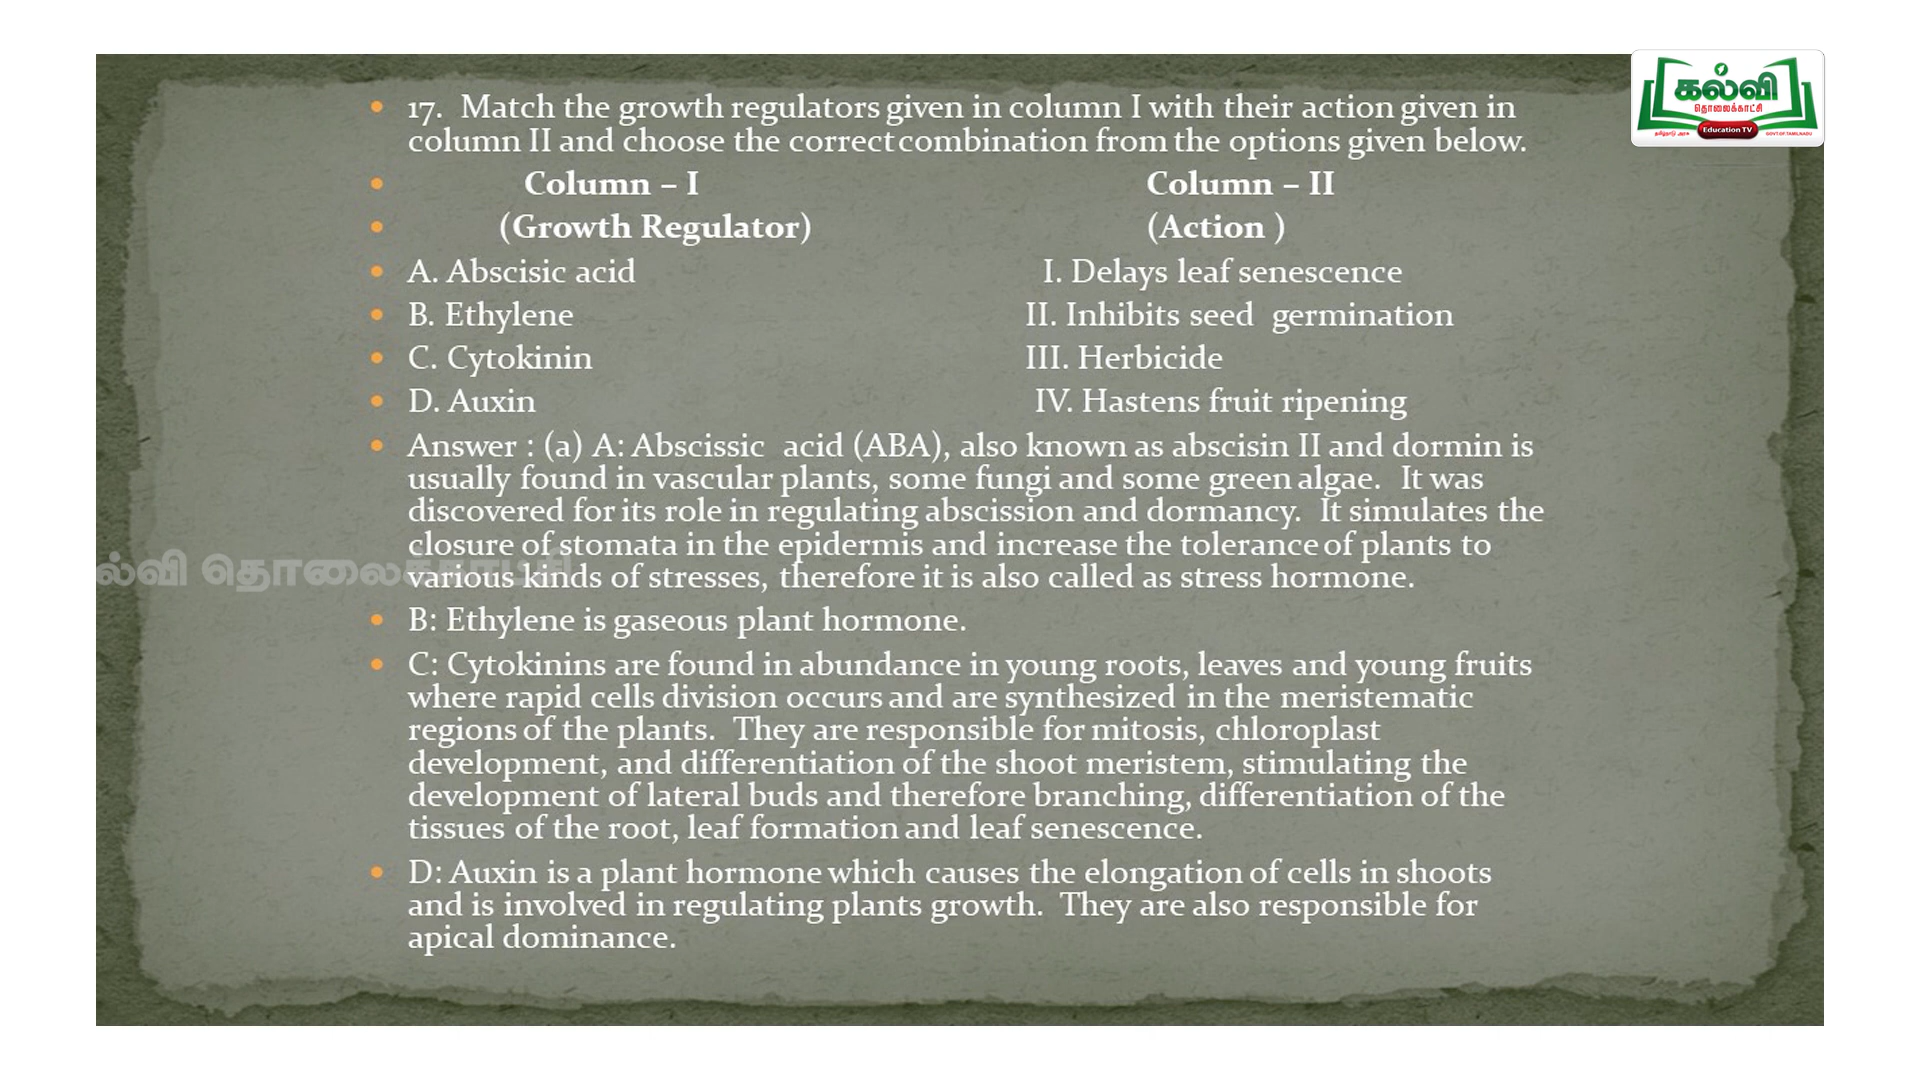 கல்வி
தொலைக்காட்சி
தமிழ்நாடு அரசு Education TV GOVT.OF.TAMILNADU
• 17. Match the growth regulators given in column I with their action given in
column II and choose the correct combination from the options given below.
• Column – I Column – II
• (Growth Regulator) (Action )
• A. Abscisic acid I. Delays leaf senescence
• B. Ethylene II. Inhibits seed germination
• C. Cytokinin III. Herbicide
• D. Auxin IV. Hastens fruit ripening
• Answer : (a) A: Abscissic acid (ABA), also known as abscisin II and dormin is
usually found in vascular plants, some fungi and some green algae. It was
discovered for its role in regulating abscission and dormancy. It simulates the
closure of stomata in the epidermis and increase the tolerance of plants to
ல்வி தொலைக்காட்சி
various kinds of stresses, therefore it is also called as stress hormone.
• B: Ethylene is gaseous plant hormone.
• C: Cytokinins are found in abundance in young roots, leaves and young fruits
where rapid cells division occurs and are synthesized in the meristematic
regions of the plants. They are responsible for mitosis, chloroplast
development, and differentiation of the shoot meristem, stimulating the
development of lateral buds and therefore branching, differentiation of the
tissues of the root, leaf formation and leaf senescence.
• D: Auxin is a plant hormone which causes the elongation of cells in shoots
and is involved in regulating plants growth. They are also responsible for
apical dominance.